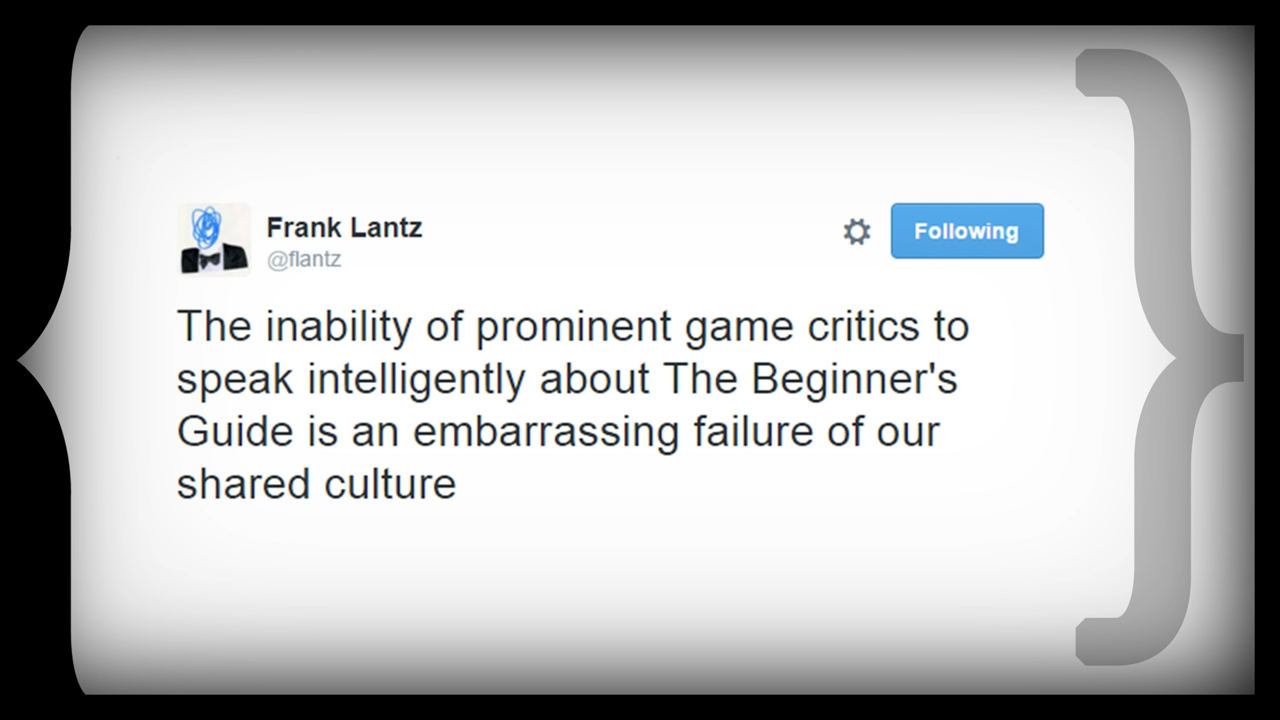 Frank Lantz
@flantz
Following
The inability of prominent game critics to
speak intelligently about The Beginner's
Guide is an embarrassing failure of our
shared culture